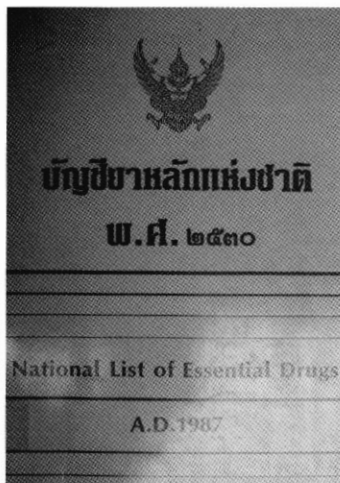 บัญชียาหลักแห่งชาติ
พ.ศ. ๒๕๓๐
National List of Essential Drugs
A.D.1987